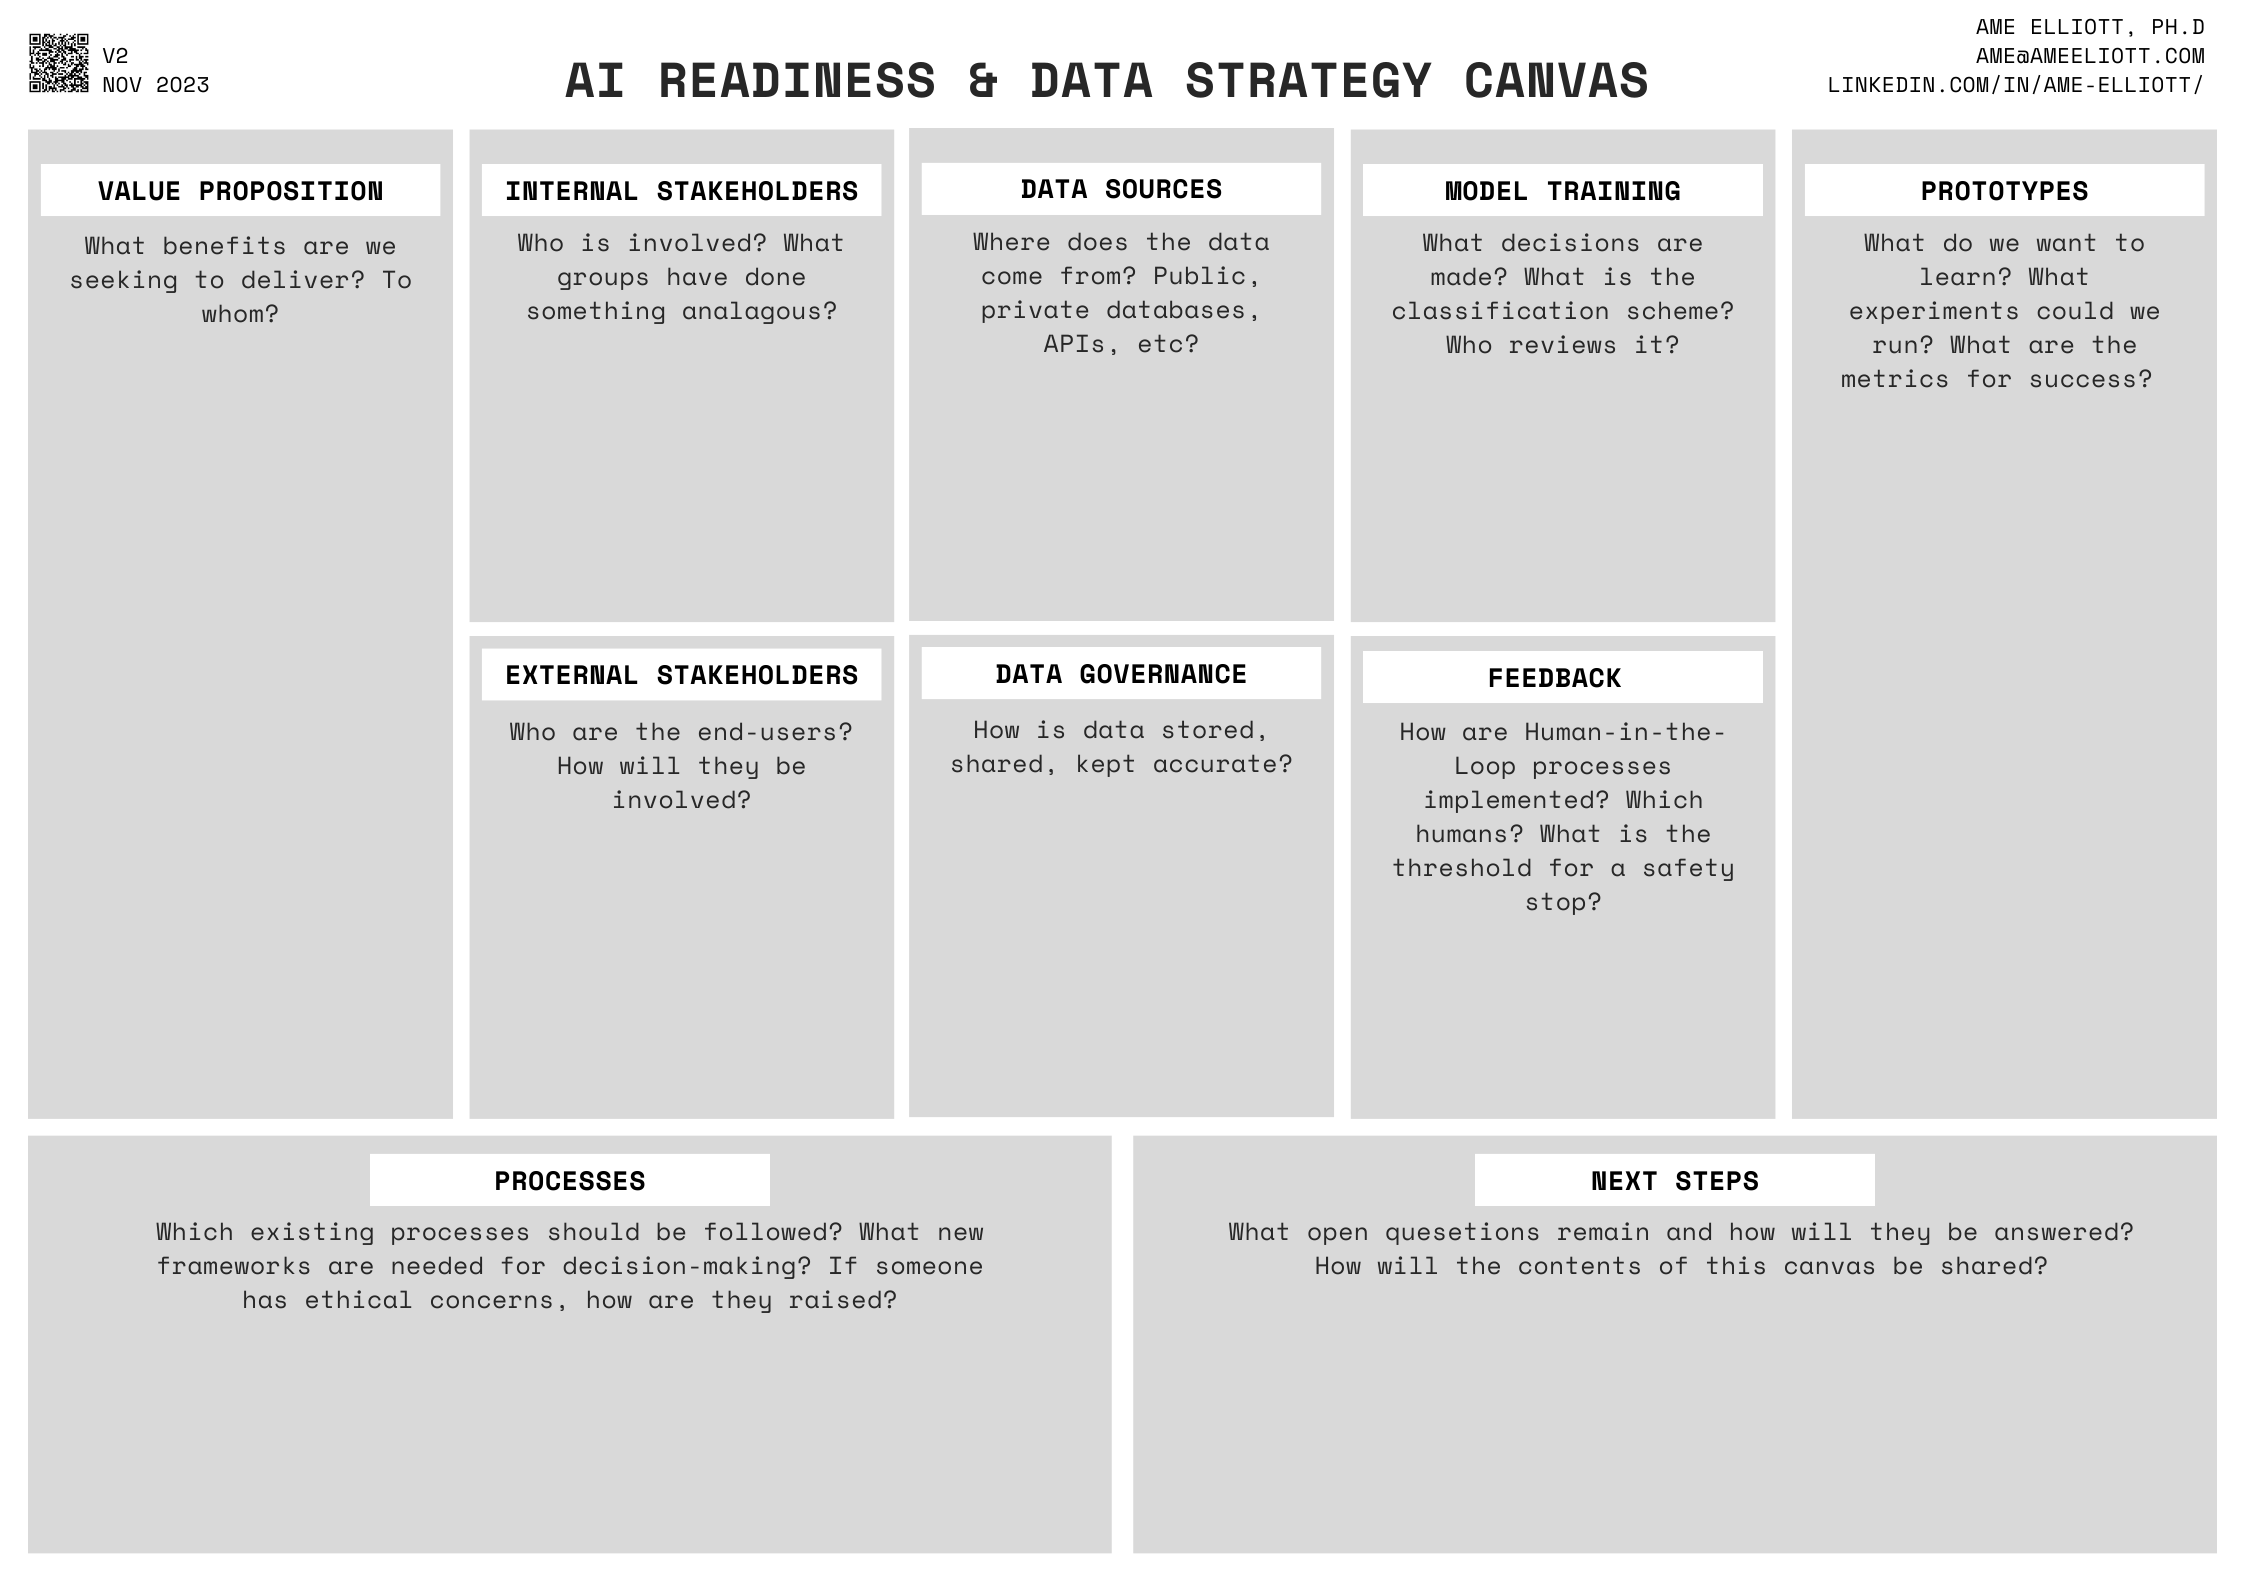 V2
NOV 2023
AI READINESS & DATA STRATEGY CANVAS
AME ELLIOTT, PH.D
AME@AMEELIOTT.COM
LINKEDIN.COM/IN/AME-ELLIOTT/
VALUE PROPOSITION
What benefits are we
seeking to deliver? To
whom?
INTERNAL STAKEHOLDERS
Who is involved? What
groups have done
something analagous?
DATA SOURCES
Where does the data
come from? Public,
private databases,
APIs, etc?
MODEL TRAINING
What decisions are
made? What is the
classification scheme?
Who reviews it?
PROTOTYPES
What do we want to
learn? What
experiments could we
run? What are the
metrics for success?
EXTERNAL STAKEHOLDERS
Who are the end-users?
How will they be
involved?
DATA GOVERNANCE
How is data stored,
shared, kept accurate?
FEEDBACK
How are Human-in-the-
Loop processes
implemented? Which
humans? What is the
threshold for a safety
stop?
PROCESSES
Which existing processes should be followed? What new
frameworks are needed for decision-making? If someone
has ethical concerns, how are they raised?
NEXT STEPS
What open quesetions remain and how will they be answered?
How will the contents of this canvas be shared?